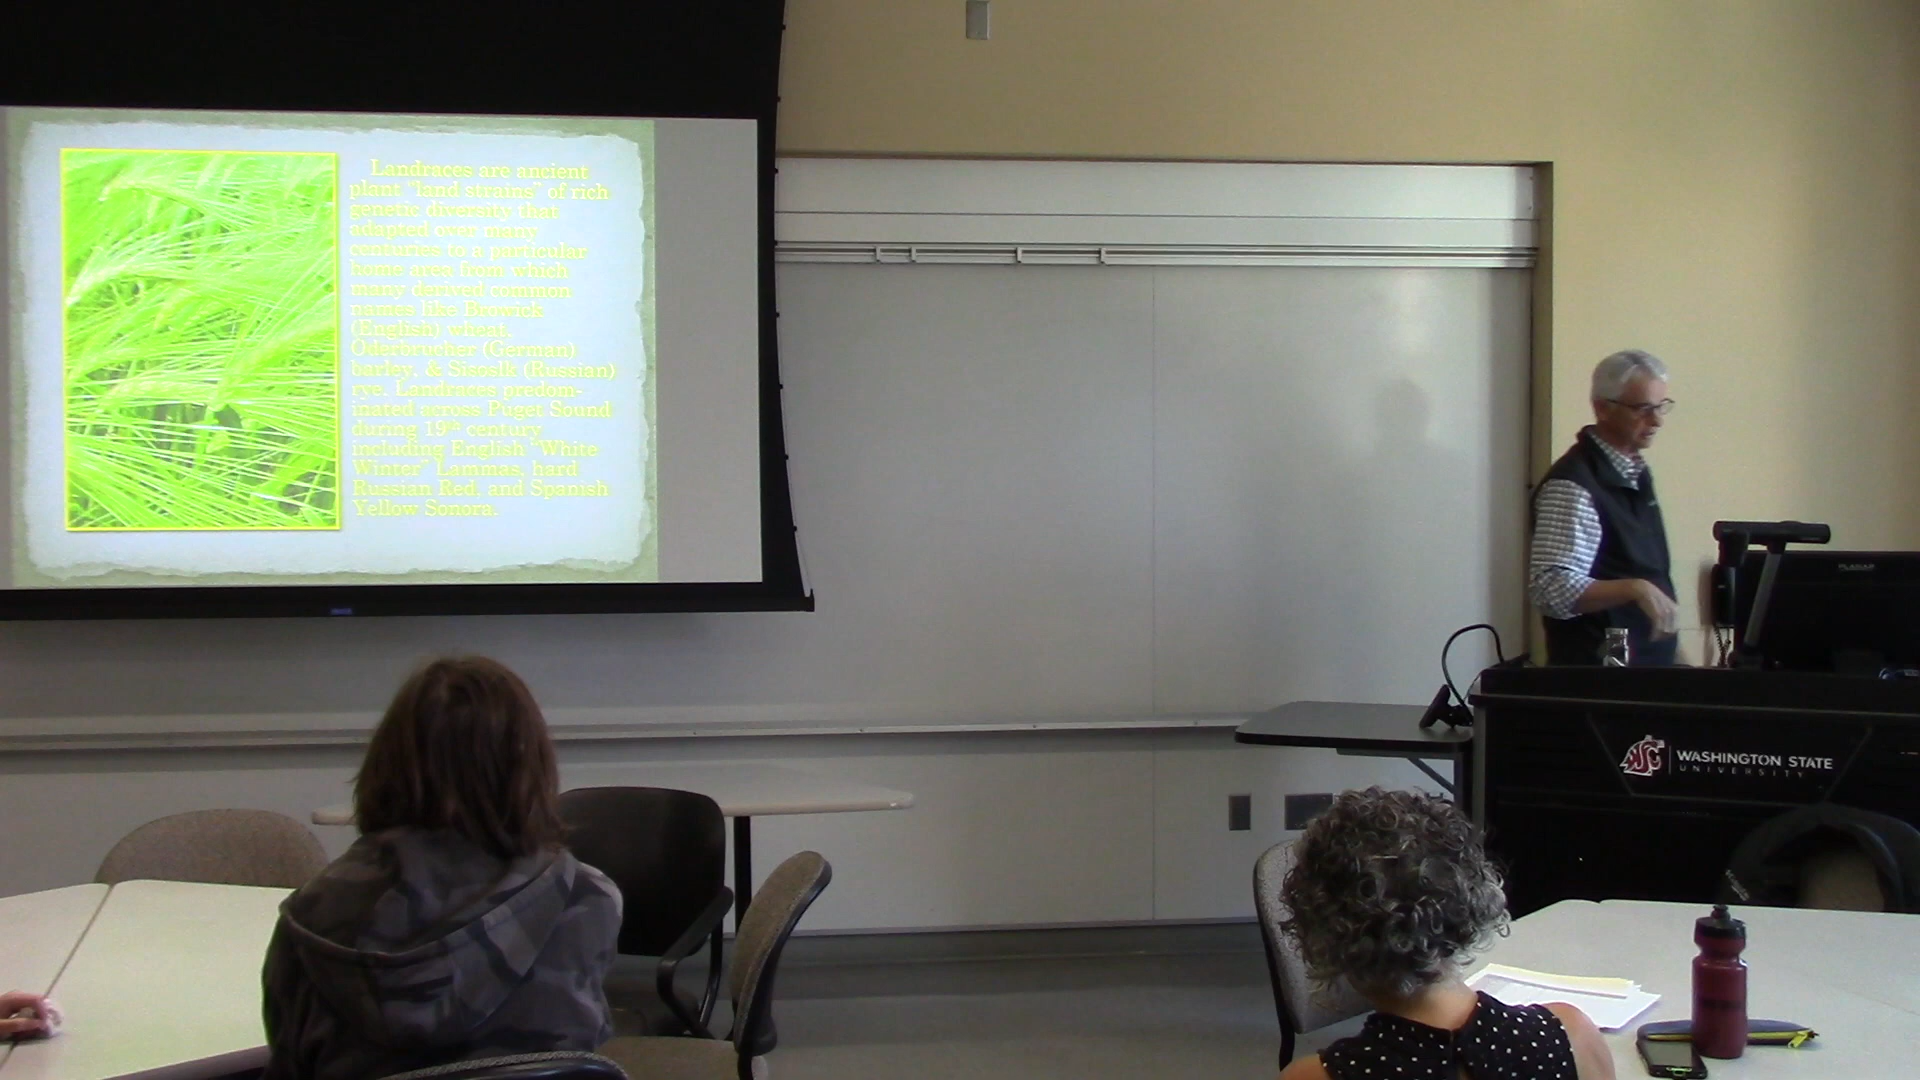 Landraces are ancient
plant "land strains" of rich
genetic diversity that
adapted over many
centuries to a particular
home area from which
many derived common
names like Browick
(English) wheat,
Oderbrucher (German)
barley, & Sisoslk (Russian)
rye. Landraces predom-
inated across Puget Sound
during 19th century
including English "White
Winter" Lammas, hard
Russian Red, and Spanish
Yellow Sonora.
PLANAR
WASHINGTON STATE
UNIVERSITY